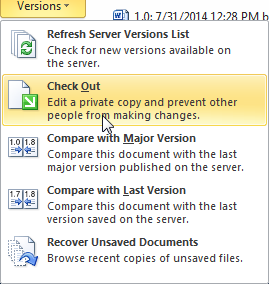 Versions
1.0: 7/31/2014 12:28 PM b
Refresh Server Versions List
Check for new versions available on
the server.
Check Out
Edit a private copy and prevent other
people from making changes.
1.0 1.8
Compare with Major Version
Compare this document with the last
major version published on the server.
1.7 1.8
Compare with Last Version
Compare this document with the last
version saved on the server.
Recover Unsaved Documents
Browse recent copies of unsaved files.